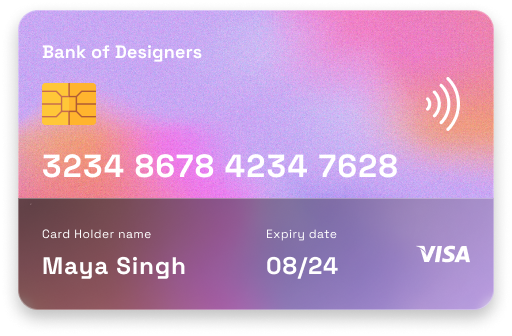 Bank of Designers
3234 8678 4234 7628
Card Holder name
Expiry date
Maya Singh
08/24
VISA